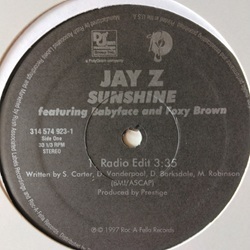 JAY Z
SUNSHINE
featuring Babyface and Foxy Brown
314 574 923-1
Side One
33 1/3 RPM
STEREO
1. Radio Edit 3:35
Written by S. Carter, D. Vanderpool, D. Barksdale, M. Robinson
Produced by Prestige
℗© 1997 Roc A Fella Records